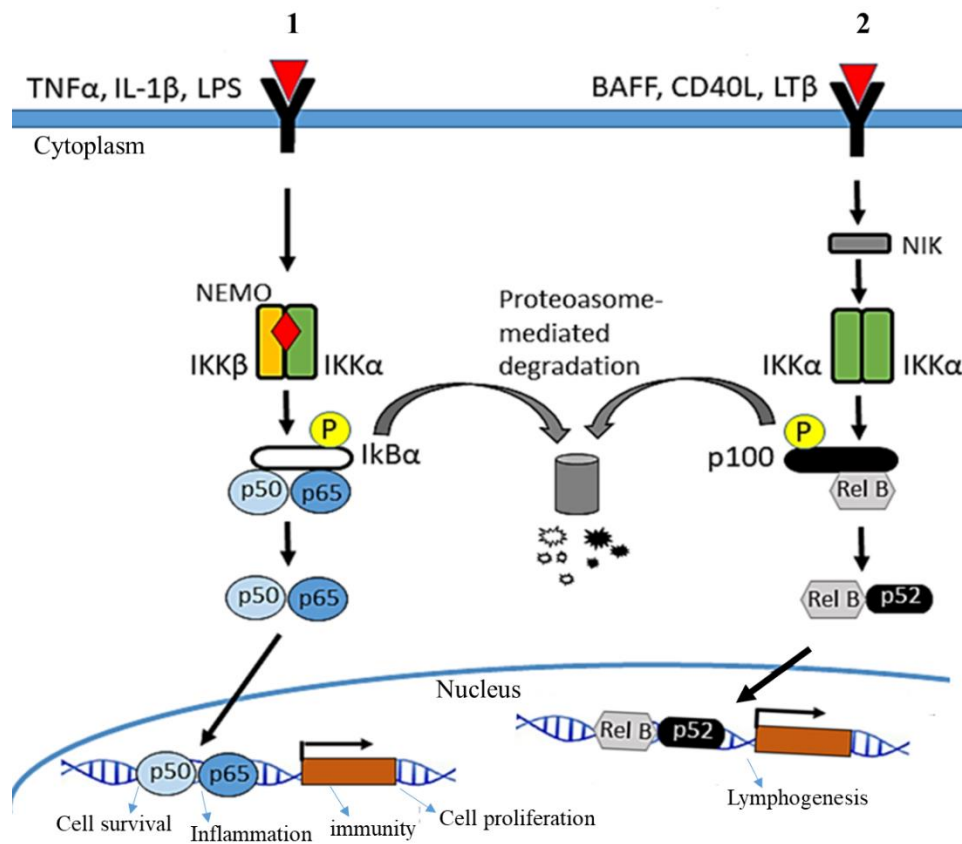 1
2
TNFα, IL-1β, LPS
BAFF, CD40L, LTβ
Cytoplasm
NIK
NEMO
IKKβ
IKKα
Proteoasome-
mediated
degradation
IKKα
IKKα
P
IkBα
p50
p65
P
p100
Rel B
p50
p65
Rel B
p52
Nucleus
p50
p65
Rel B
p52
Cell survival
Inflammation
immunity
Cell proliferation
Lymphogenesis